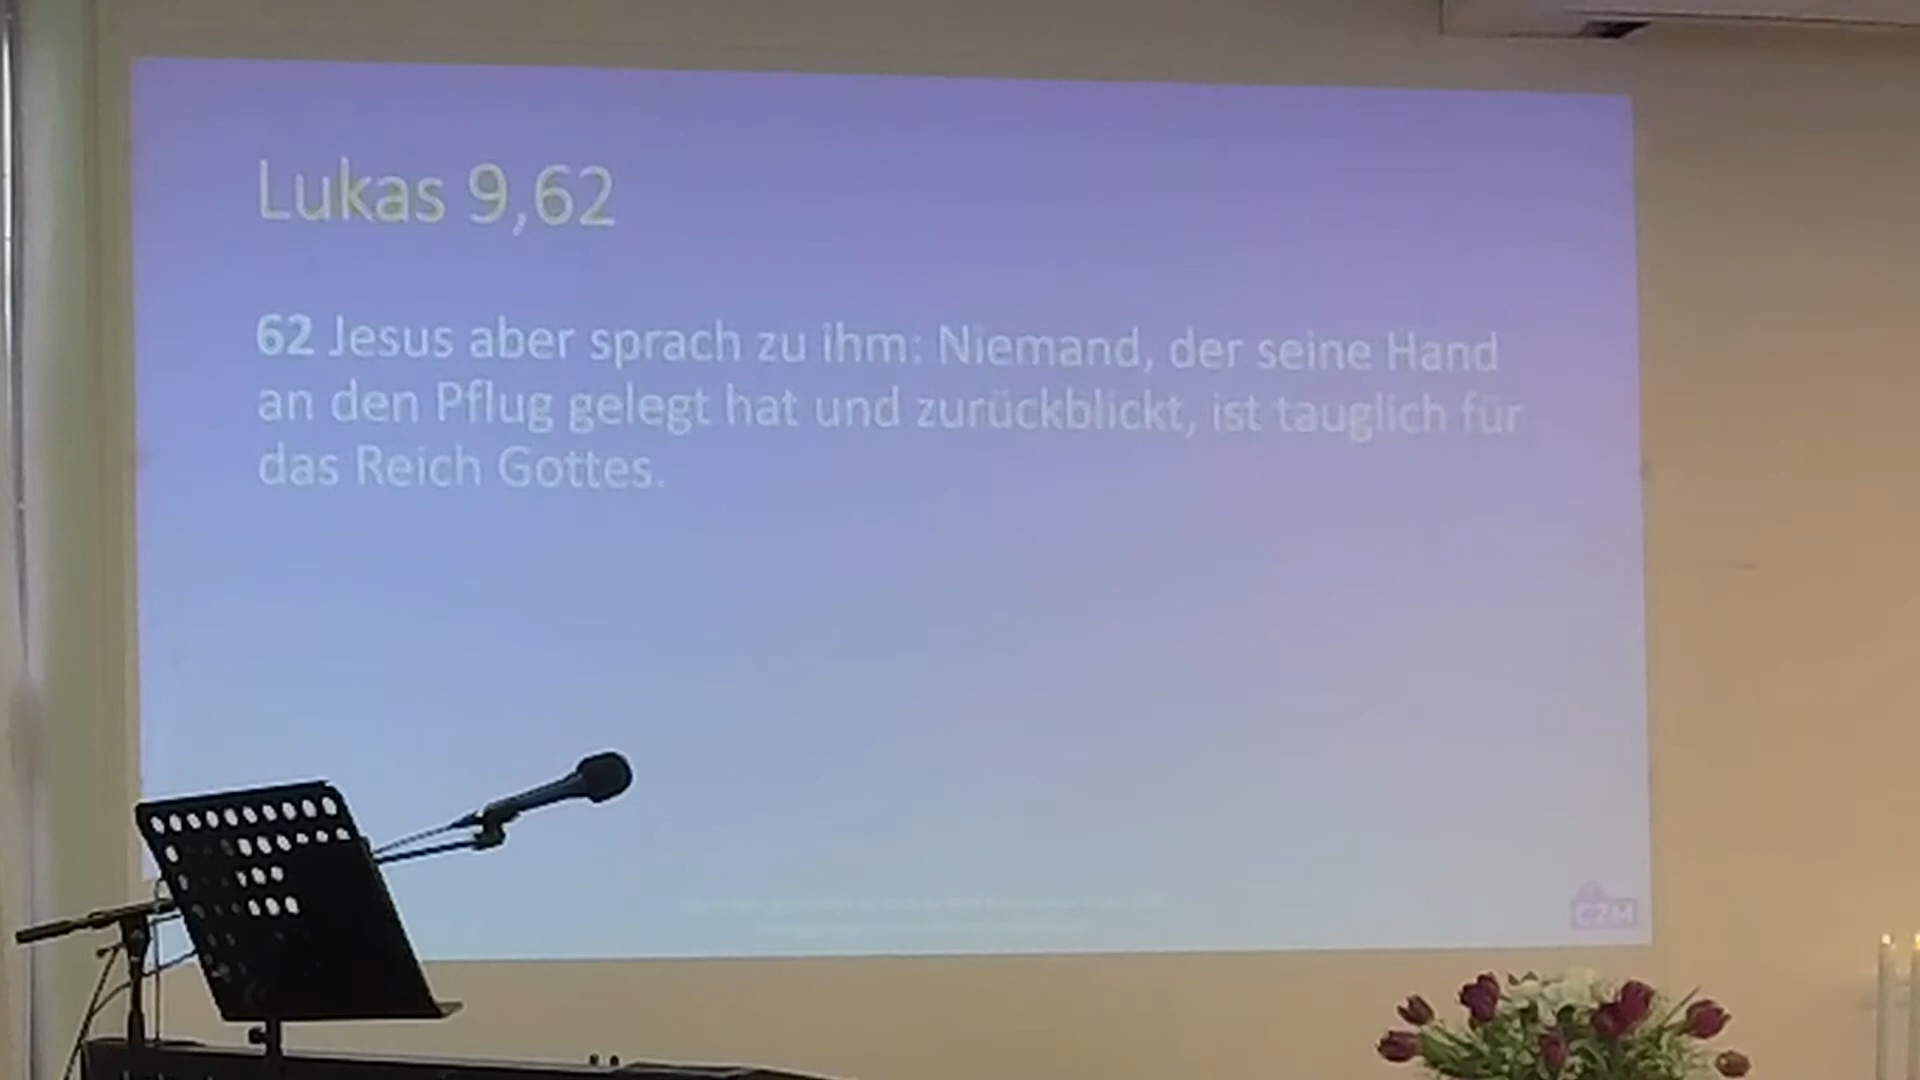 Lukas 9,62
62 Jesus aber sprach zu ihm: Niemand, der seine Hand
an den Pflug gelegt hat und zurückblickt, ist tauglich für
das Reich Gottes.
CZM